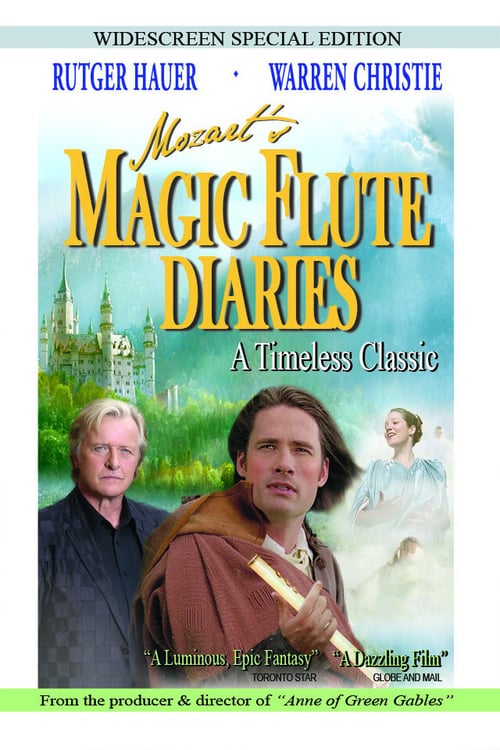 WIDESCREEN SPECIAL EDITION
RUTGER HAUER · WARREN CHRISTIE
Mozart's
MAGIC FLUTE
DIARIES
A Timeless Classic
"A Luminous, Epic Fantasy" "A Dazzling Film"
TORONTO STAR GLOBE AND MAIL
From the producer & director of "Anne of Green Gables"